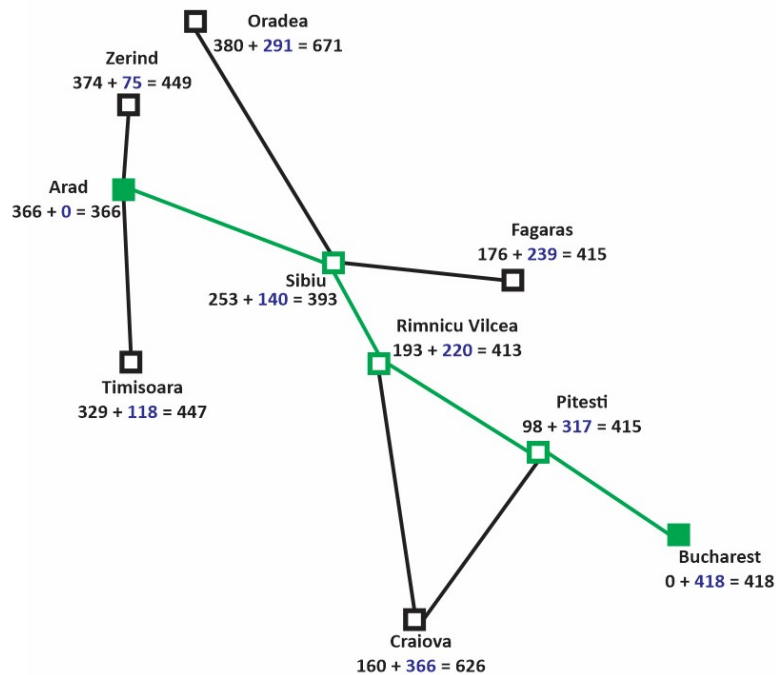 Oradea
380 + 291 = 671
Zerind
374 + 75 = 449
Arad
366 + 0 = 366
Fagaras
176 + 239 = 415
Sibiu
253 + 140 = 393
Rimnicu Vilcea
193 + 220 = 413
Timisoara
329 + 118 = 447
Pitesti
98 + 317 = 415
Bucharest
0 + 418 = 418
Craiova
160 + 366 = 626